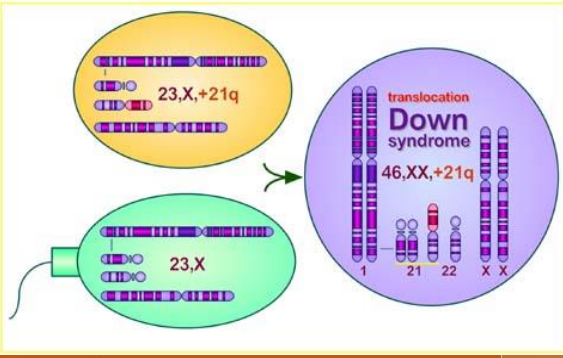 23,X,+21q
23,X
translocation
Down
syndrome
46,XX,+21q
1 21 22 X X